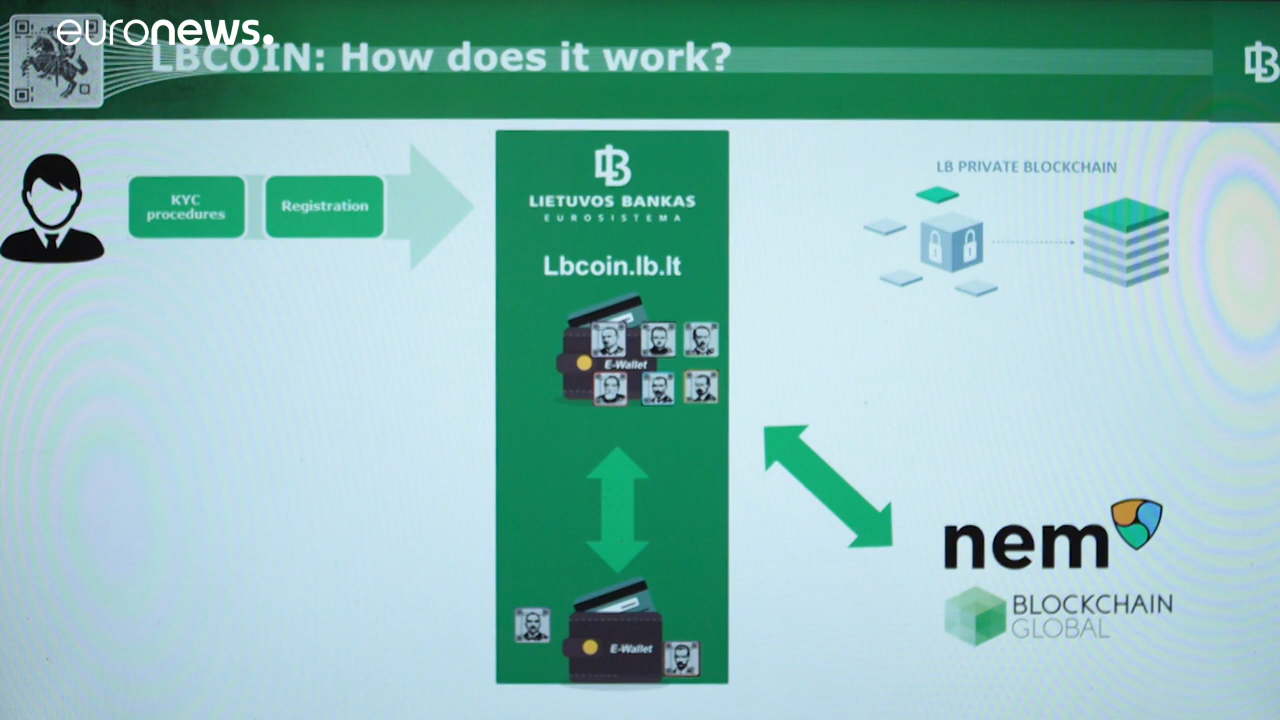 euronews.
LBCOIN: How does it work?
KYC
procedures
Registration
LIETUVOS BANKAS
EUROSISTEMA
Lbcoin.lb.lt
E-Wallet
E-Wallet
LB PRIVATE BLOCKCHAIN
nem
BLOCKCHAIN
GLOBAL